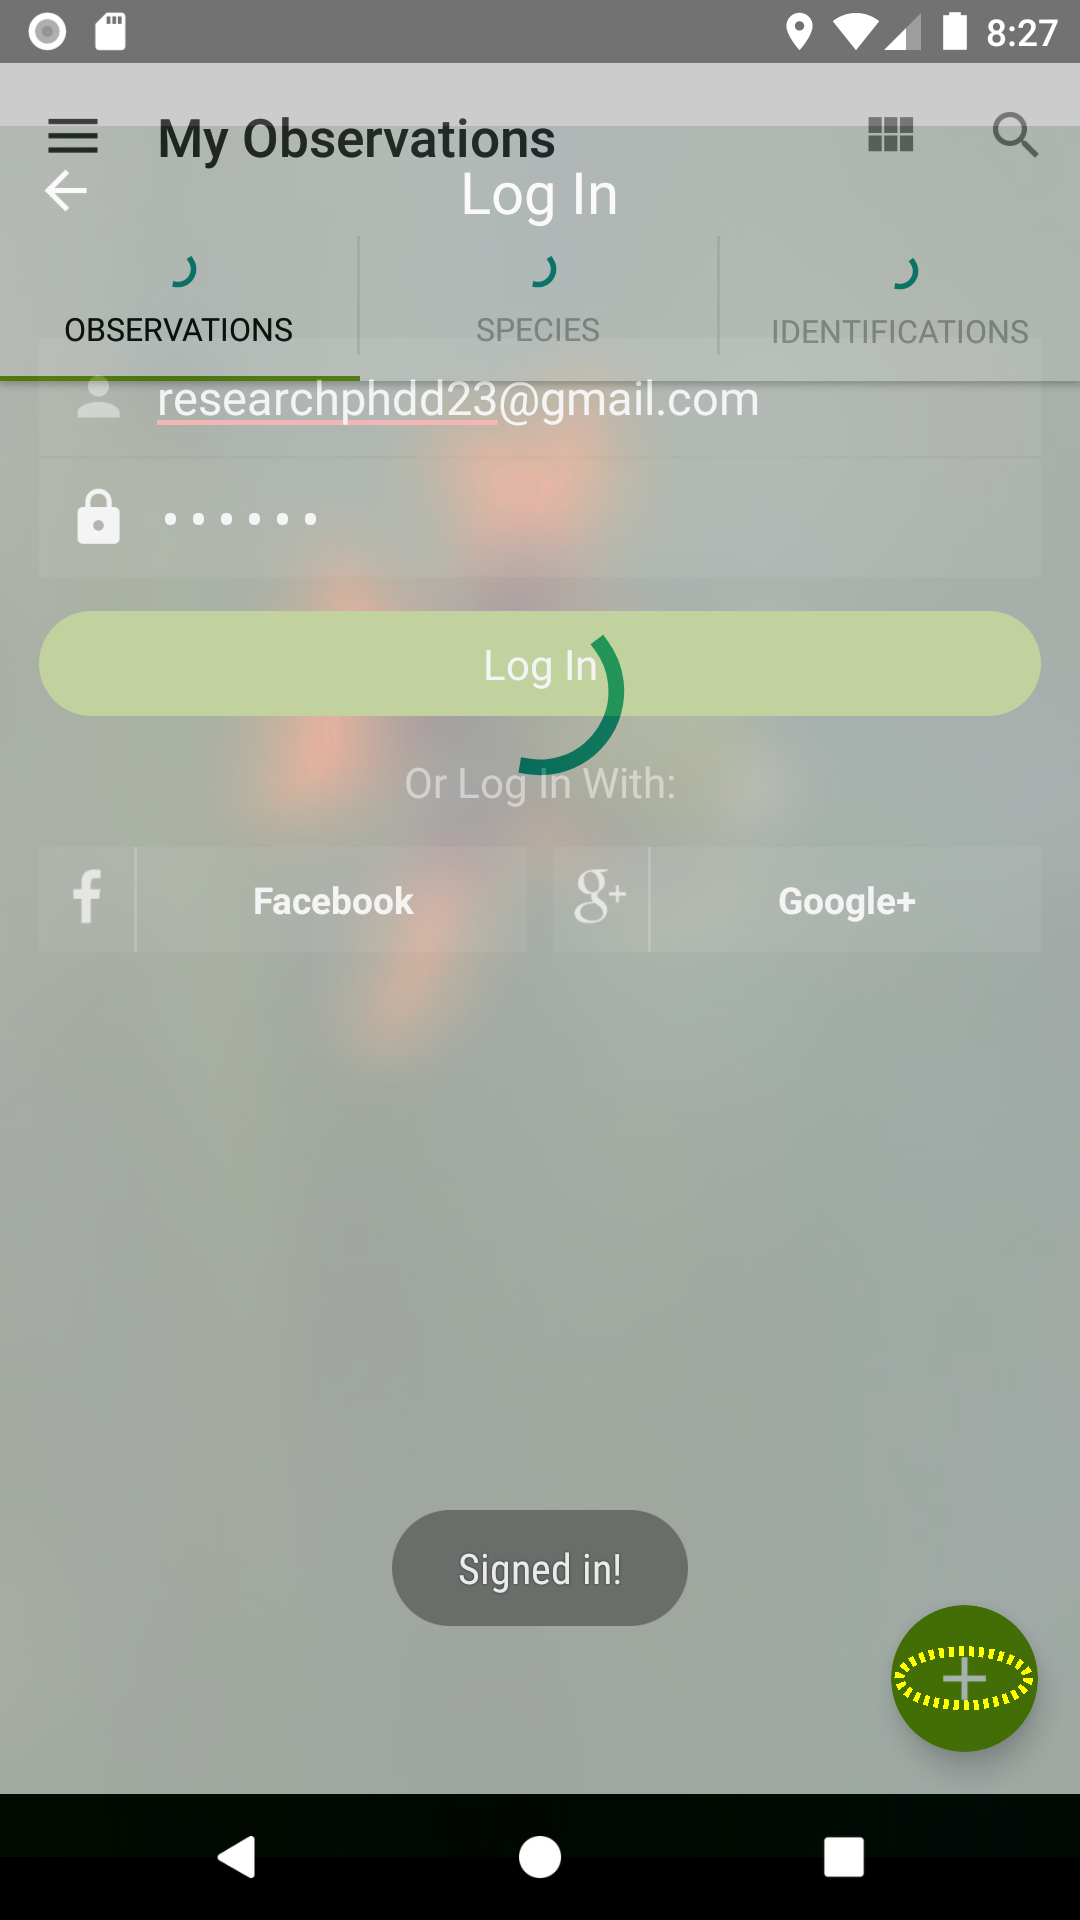 8:27
My Observations
Log In
OBSERVATIONS
SPECIES
IDENTIFICATIONS
researchphdd23@gmail.com
Log In
Or Log In With:
Facebook
g+
Google+
Signed in!